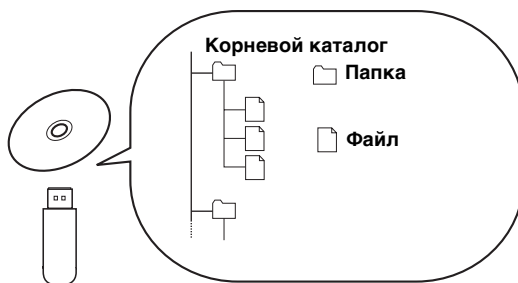 Корневой каталог
Папка
Файл